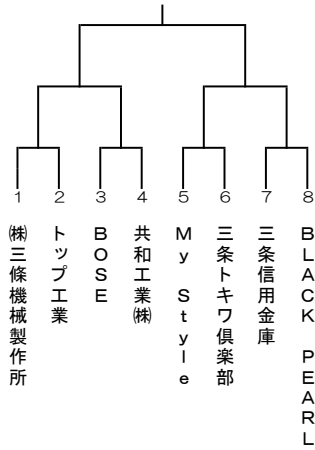 1 2 3 4 5 6 7 8
㈱三條機械製作所
トップ工業
ＢＯＳＥ
共和工業㈱
Ｍｙ　Ｓｔｙｌｅ
三条トキワ倶楽部
三条信用金庫
ＢＬＡＣＫ　ＰＥＡＲＬ